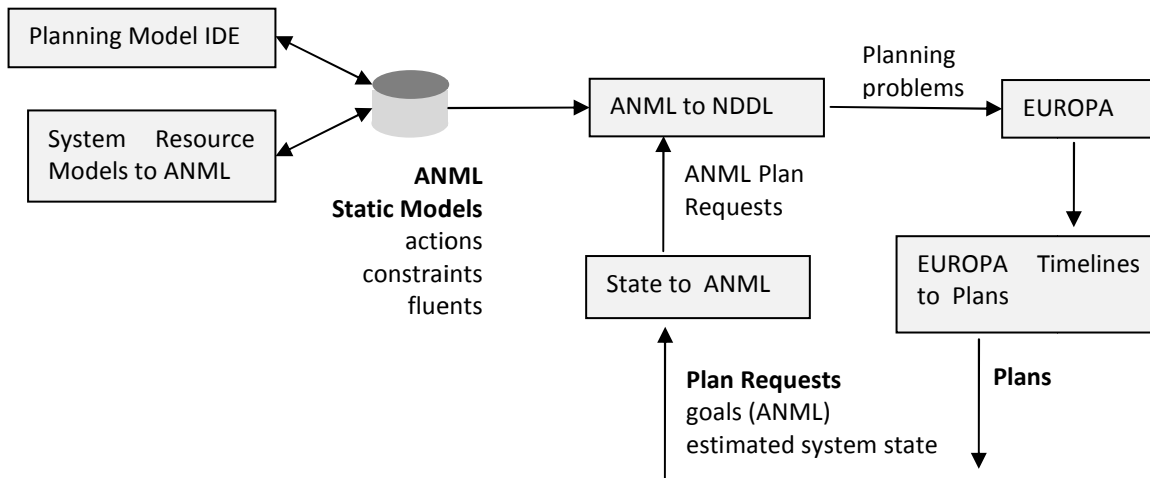 Planning Model IDE
System Resource
Models to ANML
ANML
Static Models
actions
constraints
fluents
ANML to NDDL
Planning
problems
EUROPA
ANML Plan
Requests
State to ANML
EUROPA Timelines
to Plans
Plan Requests
goals (ANML)
estimated system state
Plans